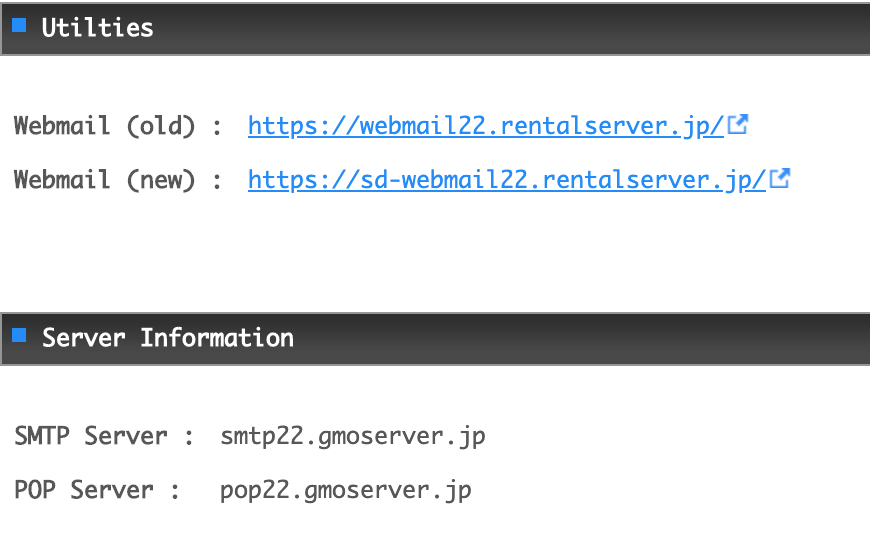 Utilties
Webmail (old) : https://webmail22.rentalserver.jp/
Webmail (new) : https://sd-webmail22.rentalserver.jp/
Server Information
SMTP Server : smtp22.gmoserver.jp
POP Server : pop22.gmoserver.jp